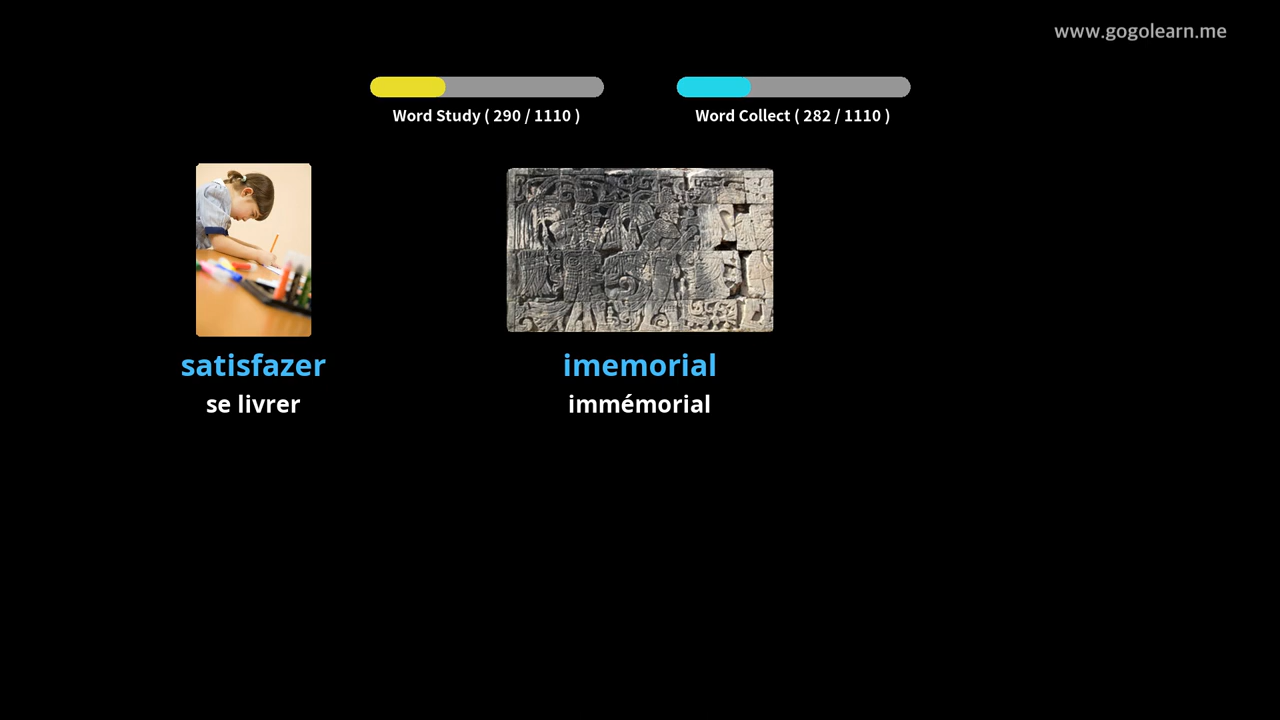 www.gogolearn.me
Word Study ( 290 / 1110 )
Word Collect ( 282 / 1110 )
satisfazer
se livrer
imemorial
immémorial